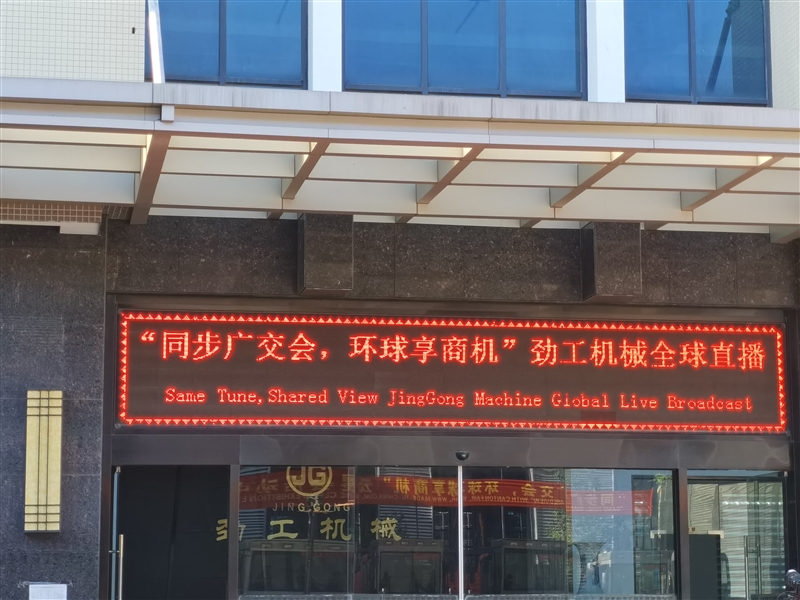 “同步广交会，环球享商机”劲工机械全球直播
Same Tune,Shared View JingGong Machine Global Live Broadcast
JG
JING GONG
劲工机械